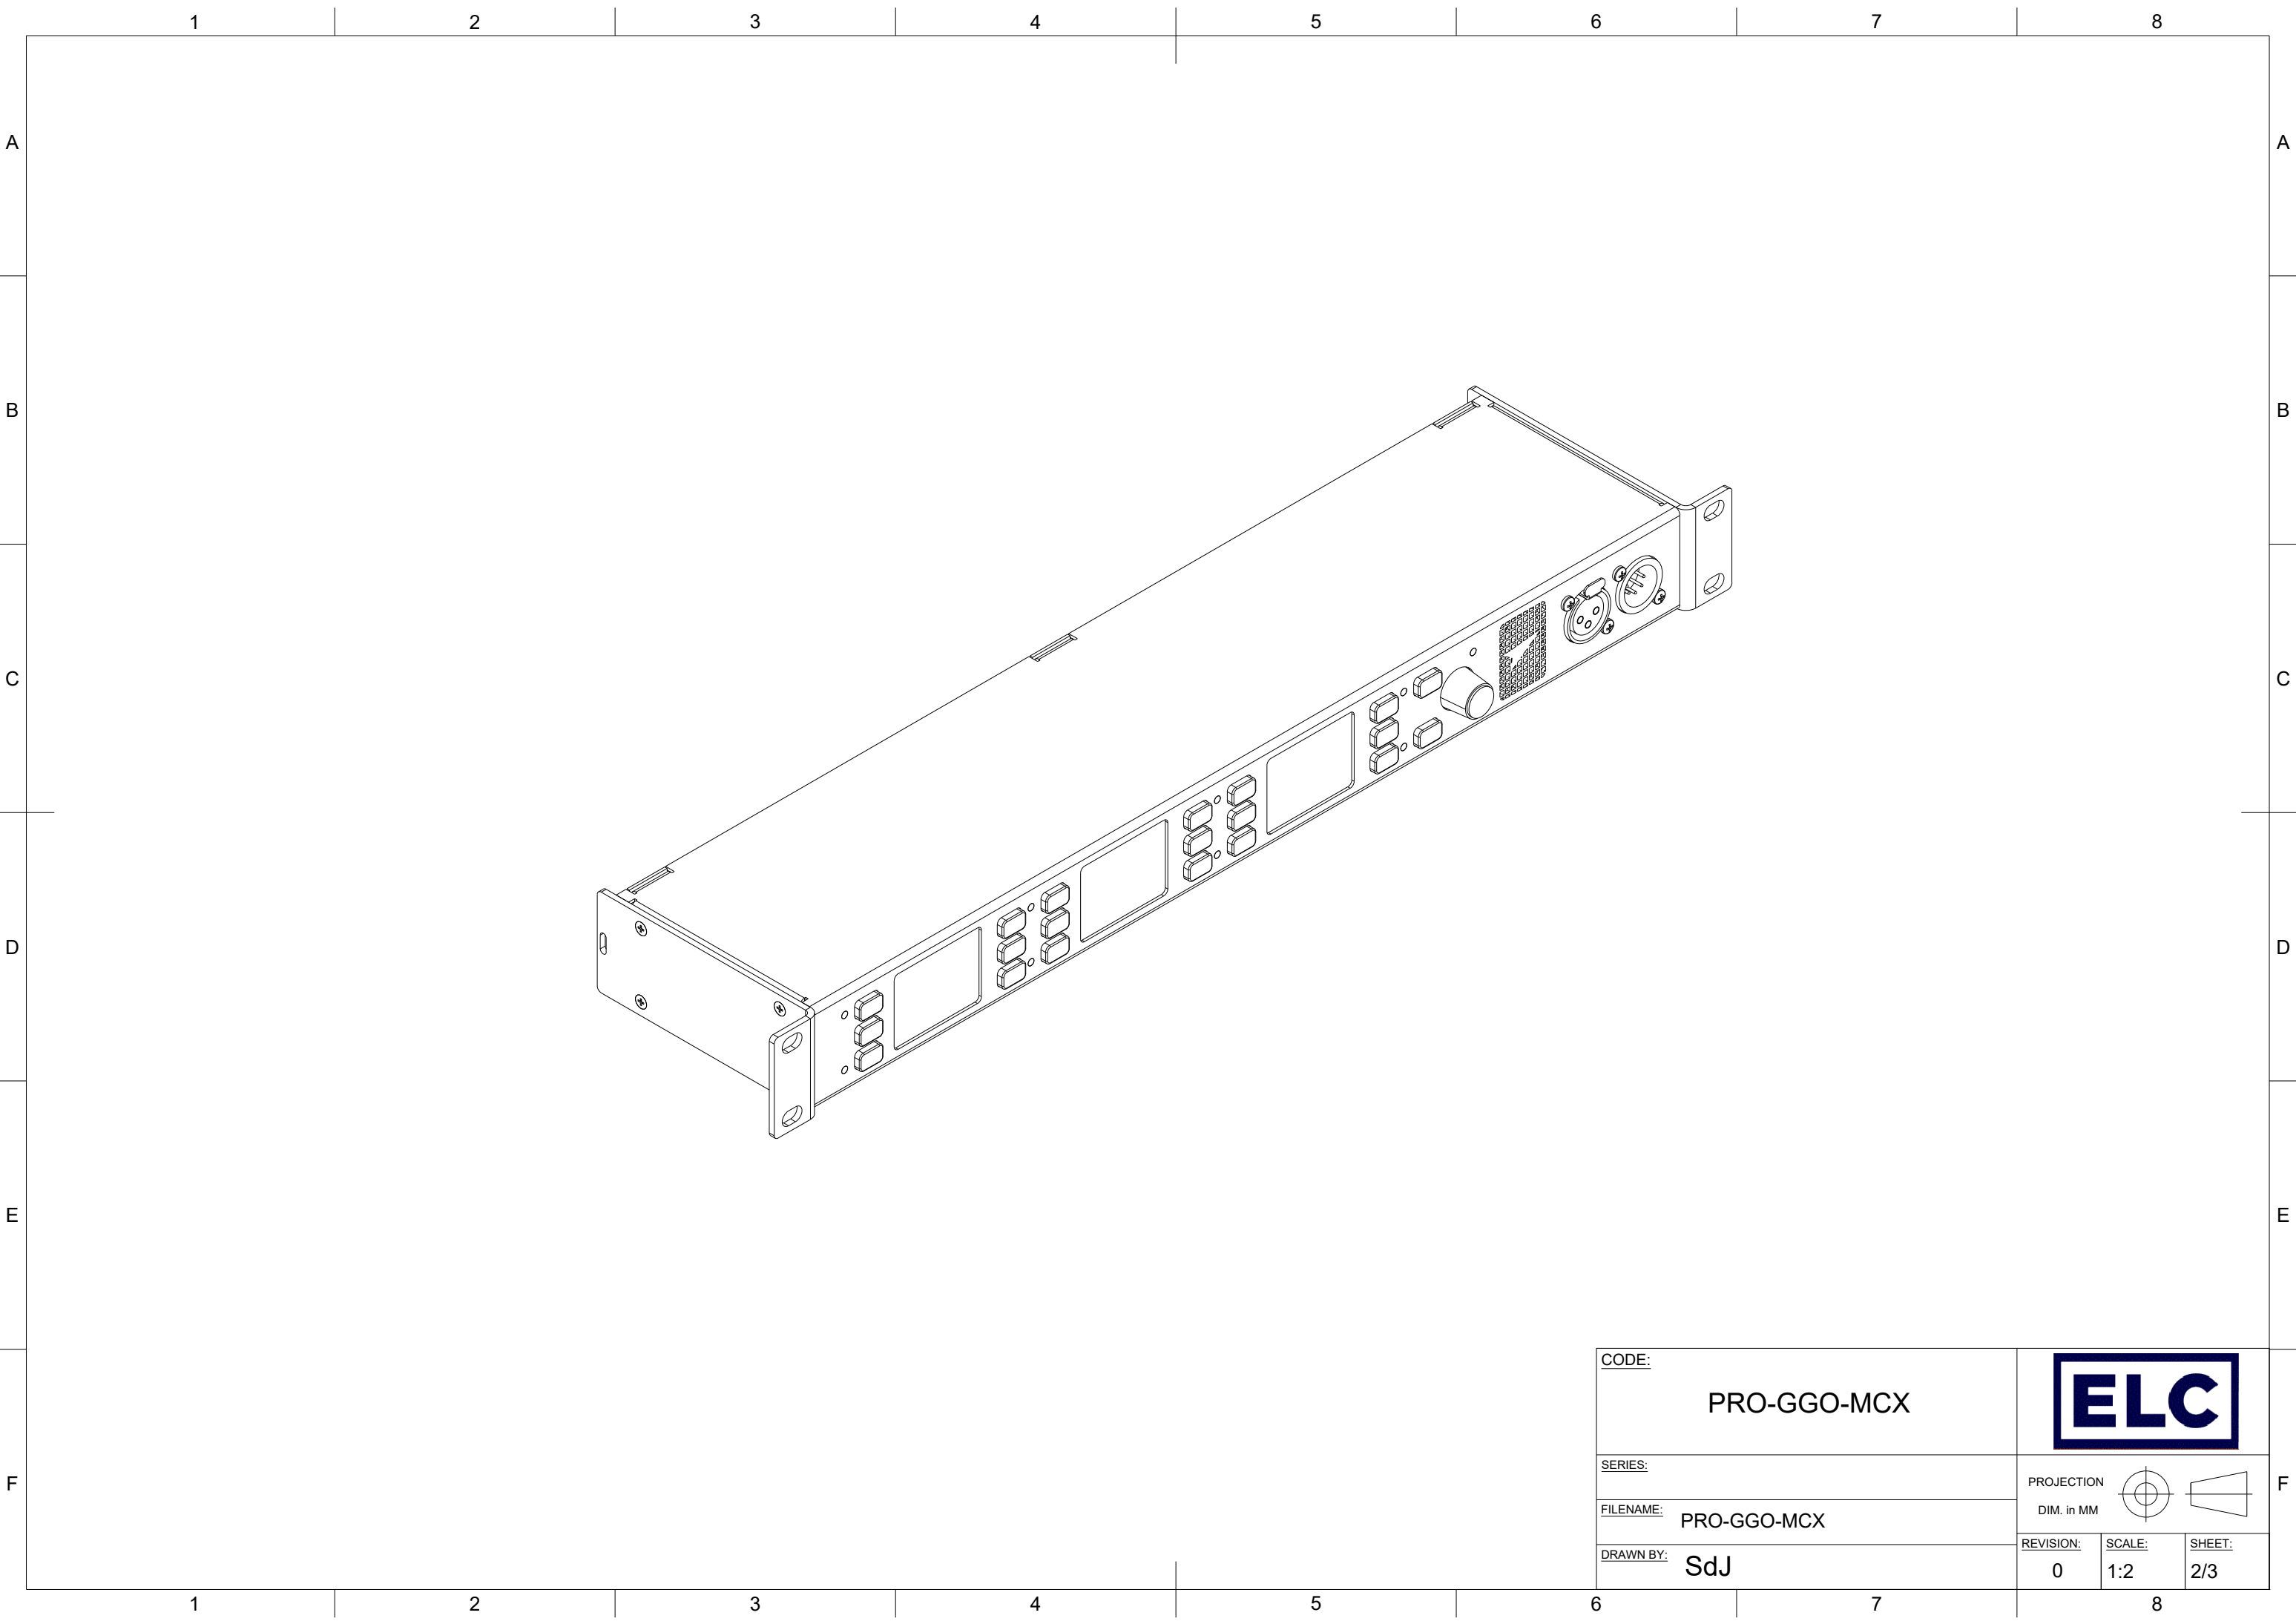 1 2 3 4 5 6 7 8
A A
B B
C C
D D
E E
F F
CODE:
PRO-GGO-MCX
ELC
SERIES:
PROJECTION
DIM. in MM
FILENAME: PRO-GGO-MCX
DRAWN BY: SdJ
REVISION: SCALE: SHEET:
0 1:2 2/3
1 2 3 4 5 6 7 8